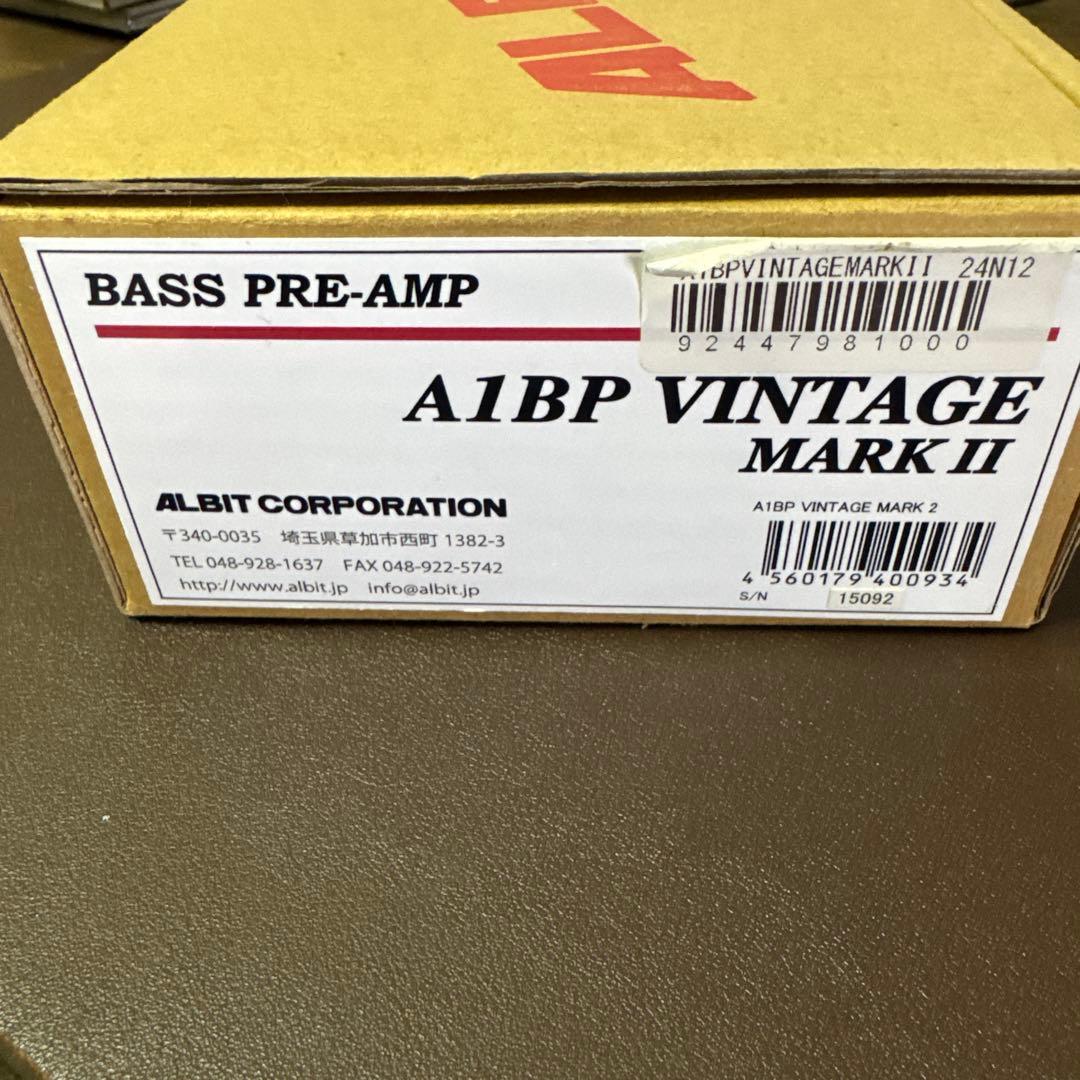 AL
BASS PRE-AMP
A1BPVINTAGEMARKII 24N12
92447981000
A1BP VINTAGE
MARK II
ALBIT CORPORATION
〒340-0035 埼玉県草加市西町 1382-3
TEL 048-928-1637 FAX 048-922-5742
http://www.albit.jp info@albit.jp
A1BP VINTAGE MARK 2
4 560179 400934
S/N 15092